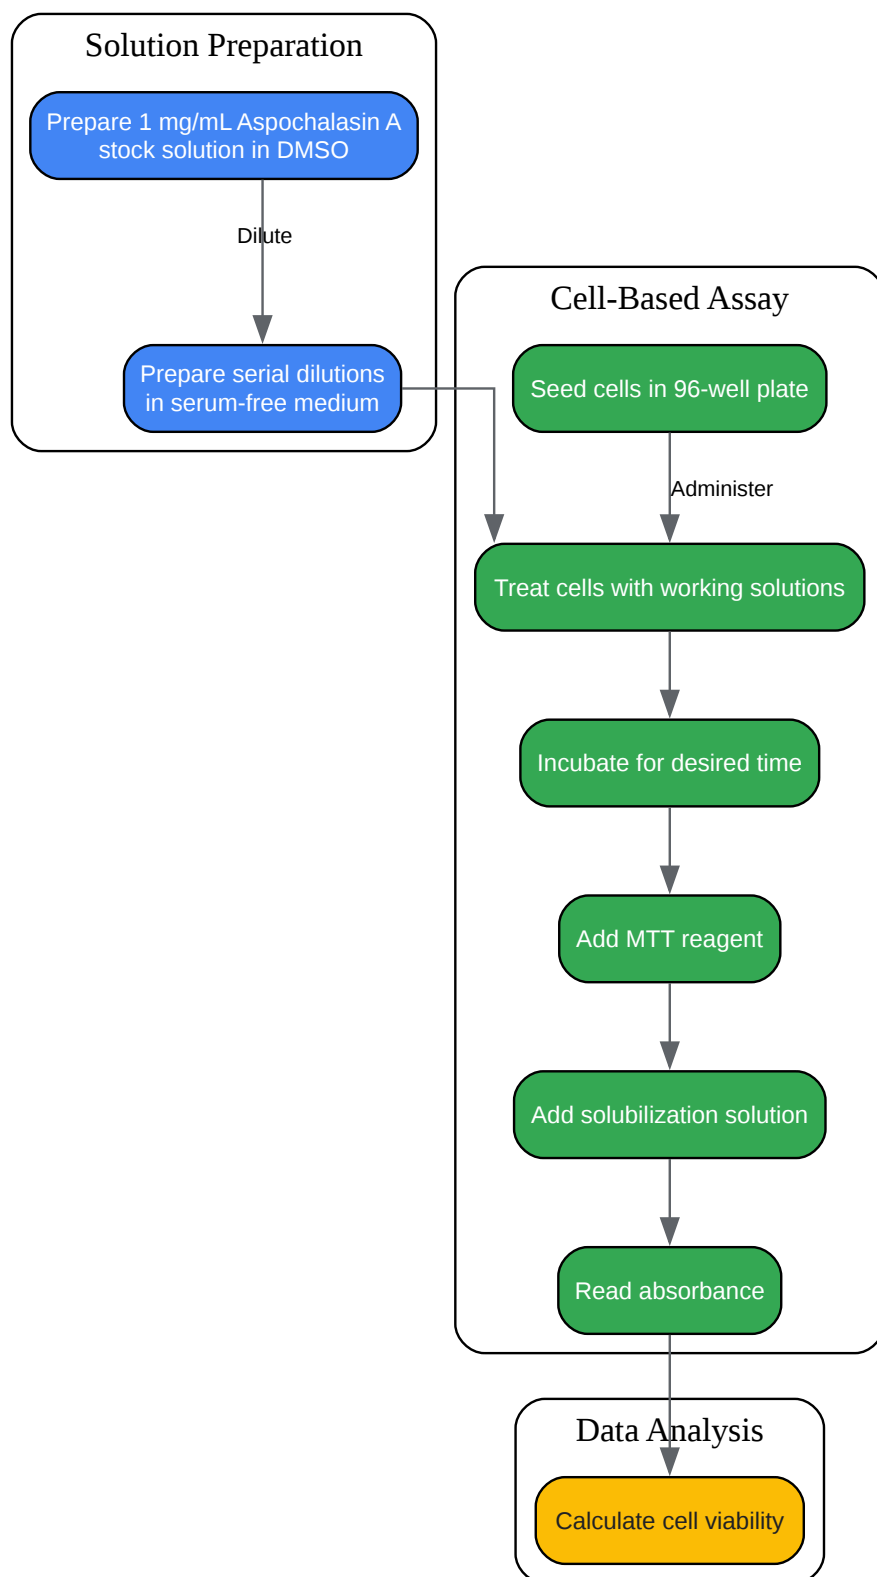 Solution Preparation
Prepare 1 mg/mL Aspochalasin A
stock solution in DMSO
Dilute
Prepare serial dilutions
in serum-free medium
Cell-Based Assay
Seed cells in 96-well plate
Administer
Treat cells with working solutions
Incubate for desired time
Add MTT reagent
Add solubilization solution
Read absorbance
Data Analysis
Calculate cell viability